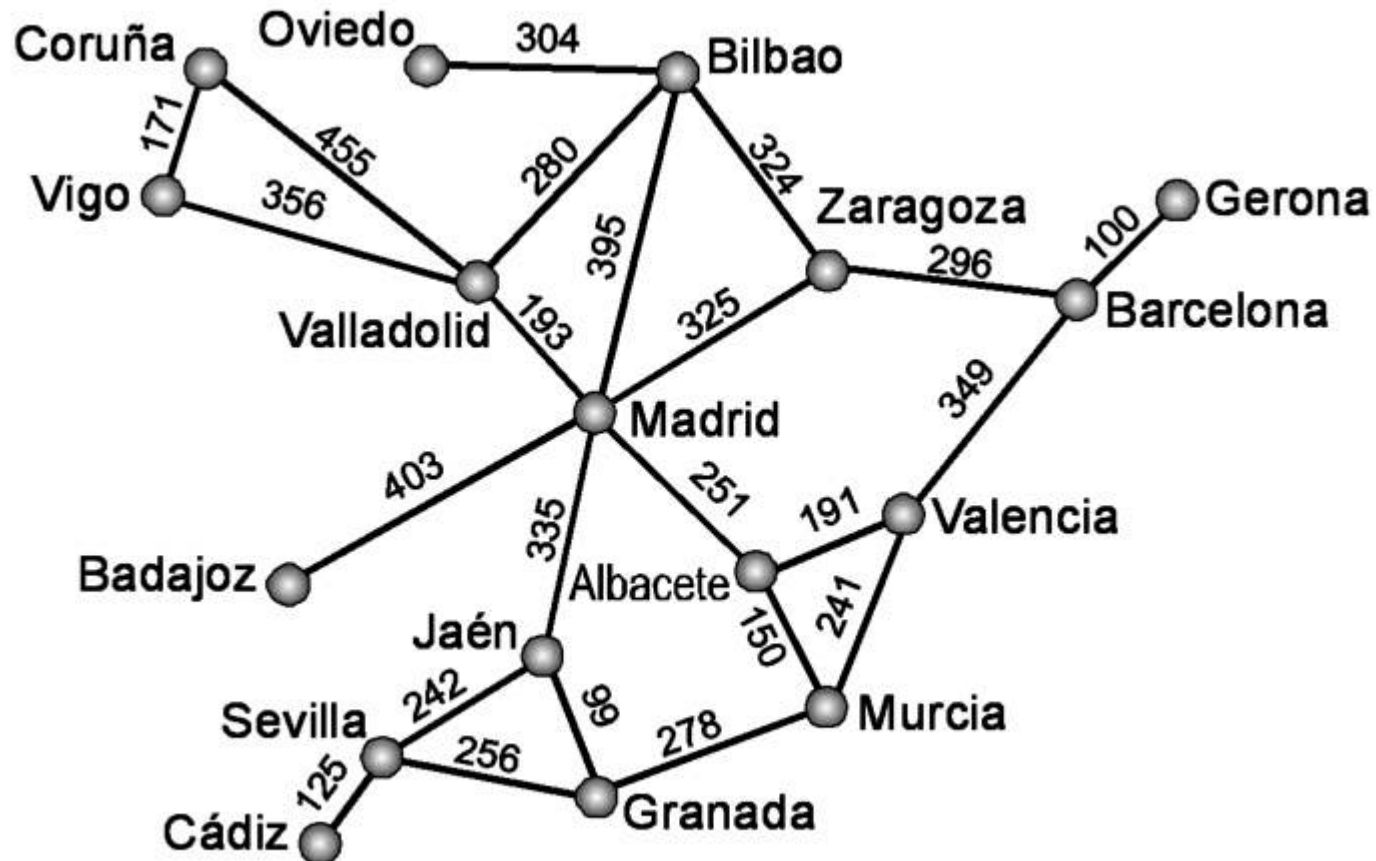 Coruña
Oviedo
304
Bilbao
171
455
280
324
Vigo
356
395
Zaragoza
100
Gerona
296
Valladolid
193
325
Barcelona
349
Madrid
403
335
251
191
Valencia
Badajoz
Albacete
241
150
Jaén
242
99
Sevilla
256
278
Murcia
125
Cádiz
Granada